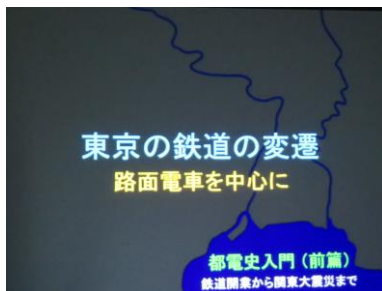 東京の鉄道の変遷
路面電車を中心に
都電史入門（前篇）
鉄道開業から関東大震災まで